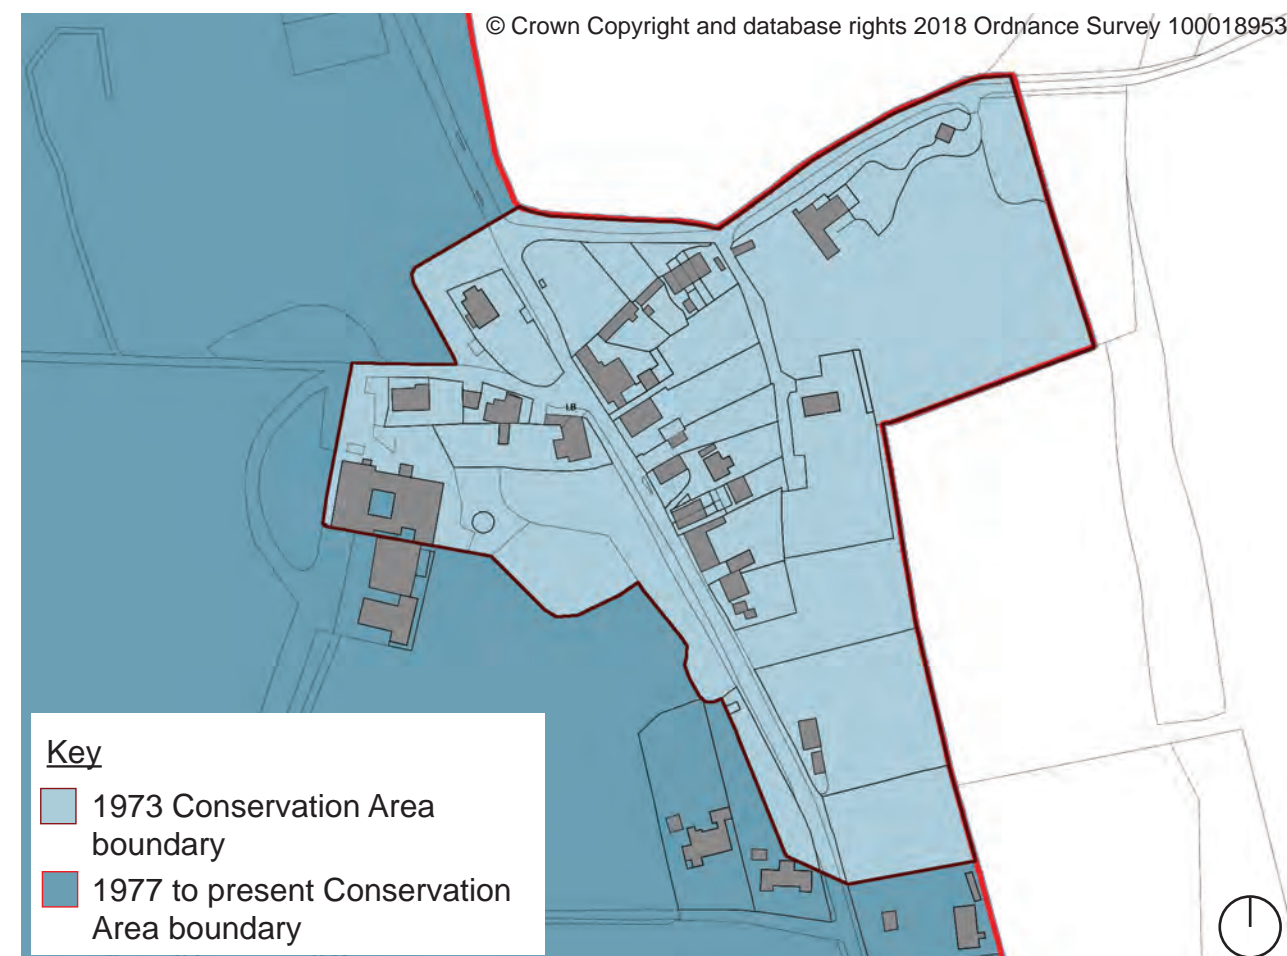 © Crown Copyright and database rights 2018 Ordnance Survey 100018953
LB
Key
1973 Conservation Area
boundary
1977 to present Conservation
Area boundary